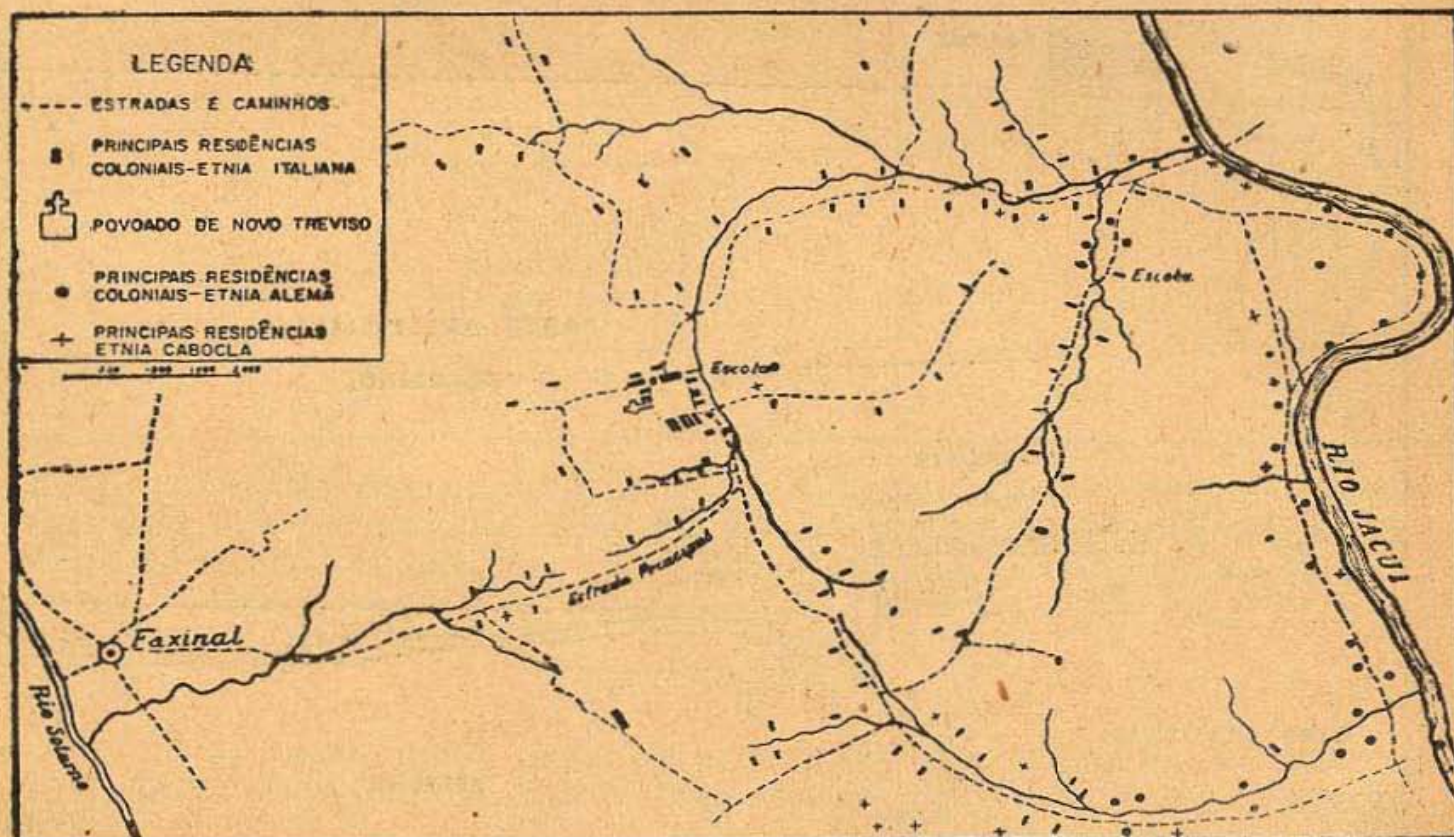 LEGENDA
ESTRADAS E CAMINHOS
PRINCIPAIS RESIDÊNCIAS
COLONIAIS-ETNIA ITALIANA
POVOADO DE NOVO TREVISO
PRINCIPAIS RESIDÊNCIAS
COLONIAIS-ETNIA ALEMÃ
PRINCIPAIS RESIDÊNCIAS
ETNIA CABOCLA
Escola
Escola
Estrada Principal
Faxinal
Rio Soturno
RIO JACUI